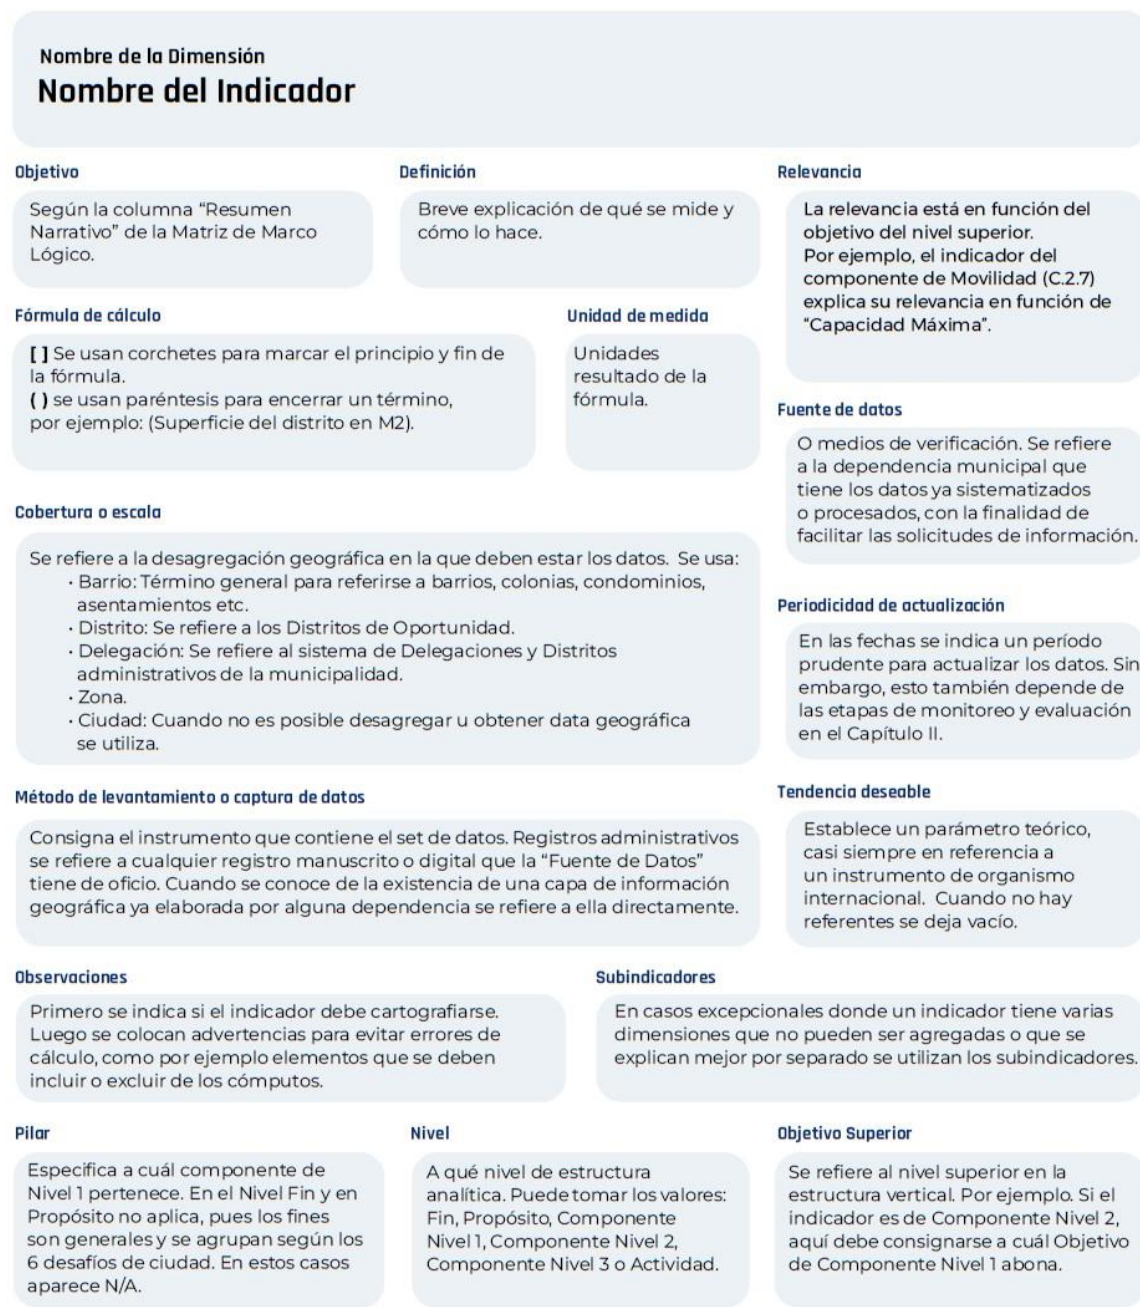 Nombre de la Dimensión
Nombre del Indicador
Objetivo
Según la columna “Resumen
Narrativo” de la Matriz de Marco
Lógico.
Definición
Breve explicación de qué se mide y
cómo lo hace.
Relevancia
La relevancia está en función del
objetivo del nivel superior.
Por ejemplo, el indicador del
componente de Movilidad (C.2.7)
explica su relevancia en función de
“Capacidad Máxima”.
Fórmula de cálculo
[ ] Se usan corchetes para marcar el principio y fin de
la fórmula.
( ) se usan paréntesis para encerrar un término,
por ejemplo: (Superficie del distrito en M2).
Unidad de medida
Unidades
resultado de la
fórmula.
Fuente de datos
O medios de verificación. Se refiere
a la dependencia municipal que
tiene los datos ya sistematizados
o procesados, con la finalidad de
facilitar las solicitudes de información.
Cobertura o escala
Se refiere a la desagregación geográfica en la que deben estar los datos. Se usa:
· Barrio: Término general para referirse a barrios, colonias, condominios,
asentamientos etc.
· Distrito: Se refiere a los Distritos de Oportunidad.
· Delegación: Se refiere al sistema de Delegaciones y Distritos
administrativos de la municipalidad.
· Zona.
· Ciudad: Cuando no es posible desagregar u obtener data geográfica
se utiliza.
Periodicidad de actualización
En las fechas se indica un período
prudente para actualizar los datos. Sin
embargo, esto también depende de
las etapas de monitoreo y evaluación
en el Capítulo II.
Método de levantamiento o captura de datos
Consigna el instrumento que contiene el set de datos. Registros administrativos
se refiere a cualquier registro manuscrito o digital que la “Fuente de Datos”
tiene de oficio. Cuando se conoce de la existencia de una capa de información
geográfica ya elaborada por alguna dependencia se refiere a ella directamente.
Tendencia deseable
Establece un parámetro teórico,
casi siempre en referencia a
un instrumento de organismo
internacional. Cuando no hay
referentes se deja vacío.
Observaciones
Primero se indica si el indicador debe cartografiarse.
Luego se colocan advertencias para evitar errores de
cálculo, como por ejemplo elementos que se deben
incluir o excluir de los cómputos.
Subindicadores
En casos excepcionales donde un indicador tiene varias
dimensiones que no pueden ser agregadas o que se
explican mejor por separado se utilizan los subindicadores.
Pilar
Específica a cuál componente de
Nivel 1 pertenece. En el Nivel Fin y en
Propósito no aplica, pues los fines
son generales y se agrupan según los
6 desafíos de ciudad. En estos casos
aparece N/A.
Nivel
A qué nivel de estructura
analítica. Puede tomar los valores:
Fin, Propósito, Componente
Nivel 1, Componente Nivel 2,
Componente Nivel 3 o Actividad.
Objetivo Superior
Se refiere al nivel superior en la
estructura vertical. Por ejemplo. Si el
indicador es de Componente Nivel 2,
aquí debe consignarse a cuál Objetivo
de Componente Nivel 1 abona.